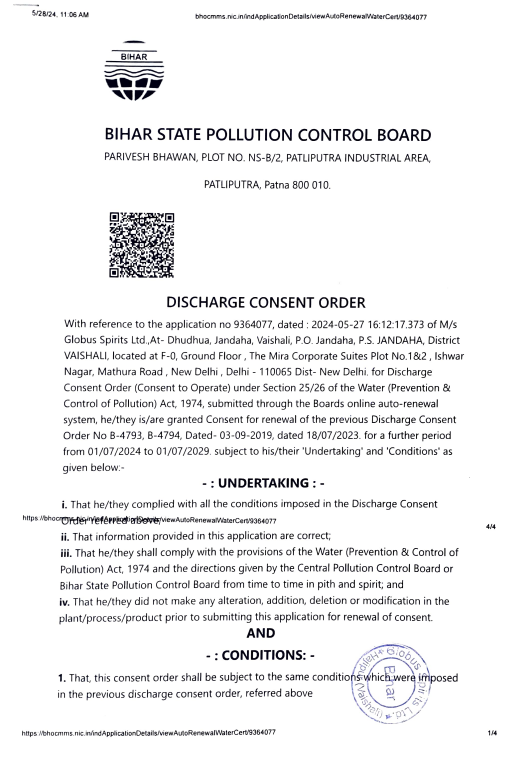 5/28/24, 11:06 AM
bhocmms.nic.in/indApplicationDetails/viewAutoRenewalWaterCert/9364077
BIHAR
BIHAR STATE POLLUTION CONTROL BOARD
PARIVESH BHAWAN, PLOT NO. NS-B/2, PATLIPUTRA INDUSTRIAL AREA,
PATLIPUTRA, Patna 800 010.
DISCHARGE CONSENT ORDER
With reference to the application no 9364077, dated : 2024-05-27 16:12:17.373 of M/s
Globus Spirits Ltd.,At- Dhudhua, Jandaha, Vaishali, P.O. Jandaha, P.S. JANDAHA, District
VAISHALI, located at F-0, Ground Floor , The Mira Corporate Suites Plot No.1&2 , Ishwar
Nagar, Mathura Road , New Delhi , Delhi - 110065 Dist- New Delhi. for Discharge
Consent Order (Consent to Operate) under Section 25/26 of the Water (Prevention &
Control of Pollution) Act, 1974, submitted through the Boards online auto-renewal
system, he/they is/are granted Consent for renewal of the previous Discharge Consent
Order No B-4793, B-4794, Dated- 03-09-2019, dated 18/07/2023. for a further period
from 01/07/2024 to 01/07/2029. subject to his/their 'Undertaking' and 'Conditions' as
given below:-
- : UNDERTAKING : -
i. That he/they complied with all the conditions imposed in the Discharge Consent
Order referred above;
https://bhocmms.nic.in/indApplicationDetails/viewAutoRenewalWaterCert/9364077
4/4
ii. That information provided in this application are correct;
iii. That he/they shall comply with the provisions of the Water (Prevention & Control of
Pollution) Act, 1974 and the directions given by the Central Pollution Control Board or
Bihar State Pollution Control Board from time to time in pith and spirit; and
iv. That he/they did not make any alteration, addition, deletion or modification in the
plant/process/product prior to submitting this application for renewal of consent.
AND
- : CONDITIONS: -
1. That, this consent order shall be subject to the same conditions which were imposed
in the previous discharge consent order, referred above
Globus Spirits Ltd. * Hajipur (Vaishali) *
Bihar
https://bhocmms.nic.in/indApplicationDetails/viewAutoRenewalWaterCert/9364077
1/4